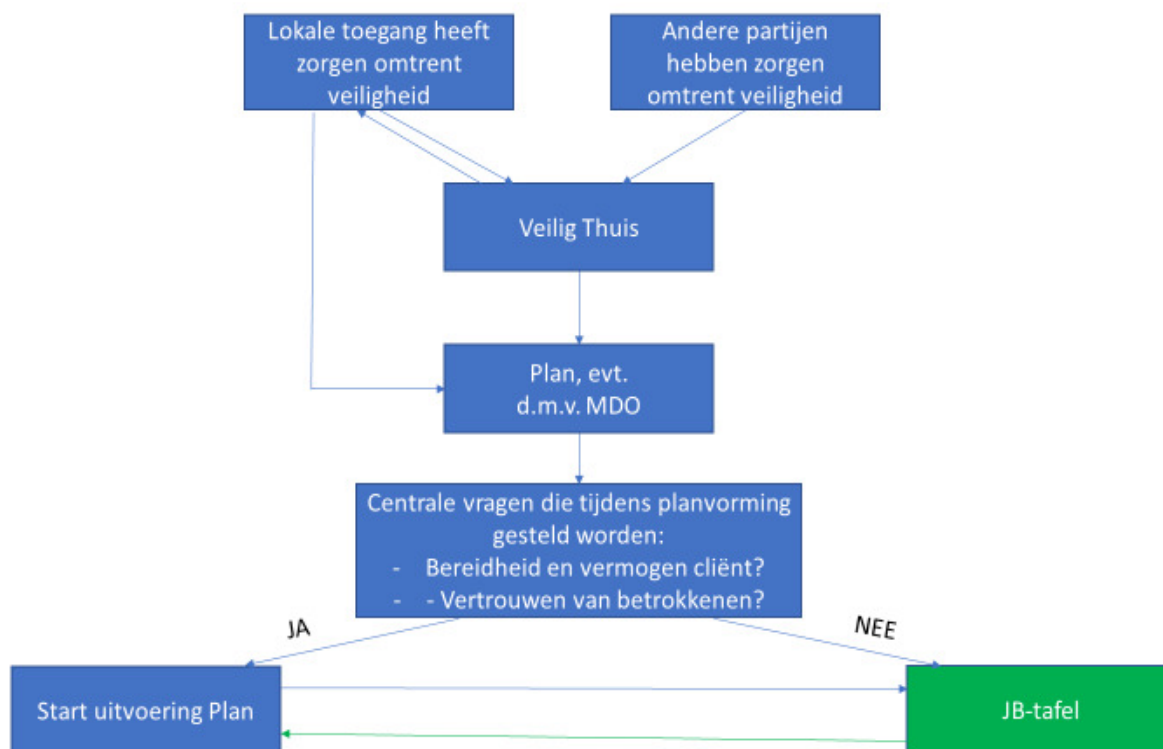 Lokale toegang heeft
zorgen omtrent
veiligheid
Andere partijen
hebben zorgen
omtrent veiligheid
Veilig Thuis
Plan, evt.
d.m.v. MDO
Centrale vragen die tijdens planvorming
gesteld worden:
- Bereidheid en vermogen cliënt?
- - Vertrouwen van betrokkenen?
JA
NEE
Start uitvoering Plan
JB-tafel